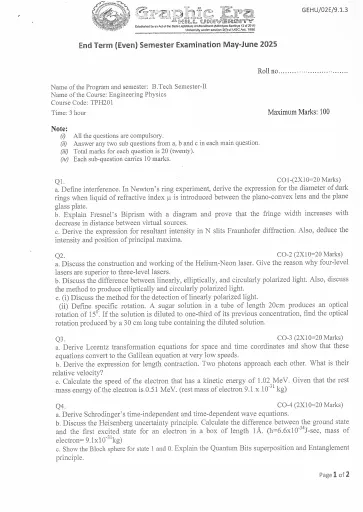 GEHU/02E/9.1.3
Graphic Era
HILL UNIVERSITY
End Term (Even) Semester Examination May-June 2025
Roll no..............................
Name of the Program and semester: B.Tech Semester-II
Name of the Course: Engineering Physics
Course Code: TPH201
Time: 3 hour Maximum Marks: 100
Note:
(i) All the questions are compulsory.
(ii) Answer any two sub questions from a, b and c in each main question.
(iii) Total marks for each question is 20 (twenty).
(iv) Each sub-question carries 10 marks.
Q1. CO1-(2X10=20 Marks)
a. Define interference. In Newton's ring experiment, derive the expression for the diameter of dark
rings when liquid of refractive index μ is introduced between the plano-convex lens and the plane
glass plate.
b. Explain Fresnel's Biprism with a diagram and prove that the fringe width increases with
decrease in distance between virtual sources.
c. Derive the expression for resultant intensity in N slits Fraunhofer diffraction. Also, deduce the
intensity and position of principal maxima.
Q2. CO-2 (2X10=20 Marks)
a. Discuss the construction and working of the Helium-Neon laser. Give the reason why four-level
lasers are superior to three-level lasers.
b. Discuss the difference between linearly, elliptically, and circularly polarized light. Also, discuss
the method to produce elliptically and circularly polarized light.
c. (i) Discuss the method for the detection of linearly polarized light.
(ii) Define specific rotation. A sugar solution in a tube of length 20cm produces an optical
rotation of 15⁰. If the solution is diluted to one-third of its previous concentration, find the optical
rotation produced by a 30 cm long tube containing the diluted solution.
Q3. CO-3 (2X10=20 Marks)
a. Derive Lorentz transformation equations for space and time coordinates and show that these
equations convert to the Galilean equation at very low speeds.
b. Derive the expression for length contraction. Two photons approach each other. What is their
relative velocity?
c. Calculate the speed of the electron that has a kinetic energy of 1.02 MeV. Given that the rest
mass energy of the electron is 0.51 MeV. (rest mass of electron 9.1 x 10⁻³¹ kg)
Q4. CO-4 (2X10=20 Marks)
a. Derive Schrodinger's time-independent and time-dependent wave equations.
b. Discuss the Heisenberg uncertainty principle. Calculate the difference between the ground state
and the first excited state for an electron in a box of length 1Å. (h=6.6x10⁻³⁴J-sec, mass of
electron= 9.1x10⁻³¹kg)
c. Show the Bloch sphere for state 1 and 0. Explain the Quantum Bits superposition and Entanglement
principle.
Page 1 of 2